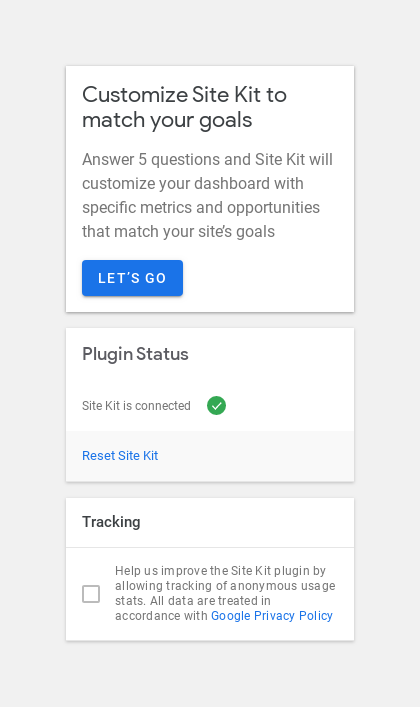 Customize Site Kit to
match your goals
Answer 5 questions and Site Kit will
customize your dashboard with
specific metrics and opportunities
that match your site’s goals
LET’S GO
Plugin Status
Site Kit is connected
Reset Site Kit
Tracking
Help us improve the Site Kit plugin by
allowing tracking of anonymous usage
stats. All data are treated in
accordance with Google Privacy Policy